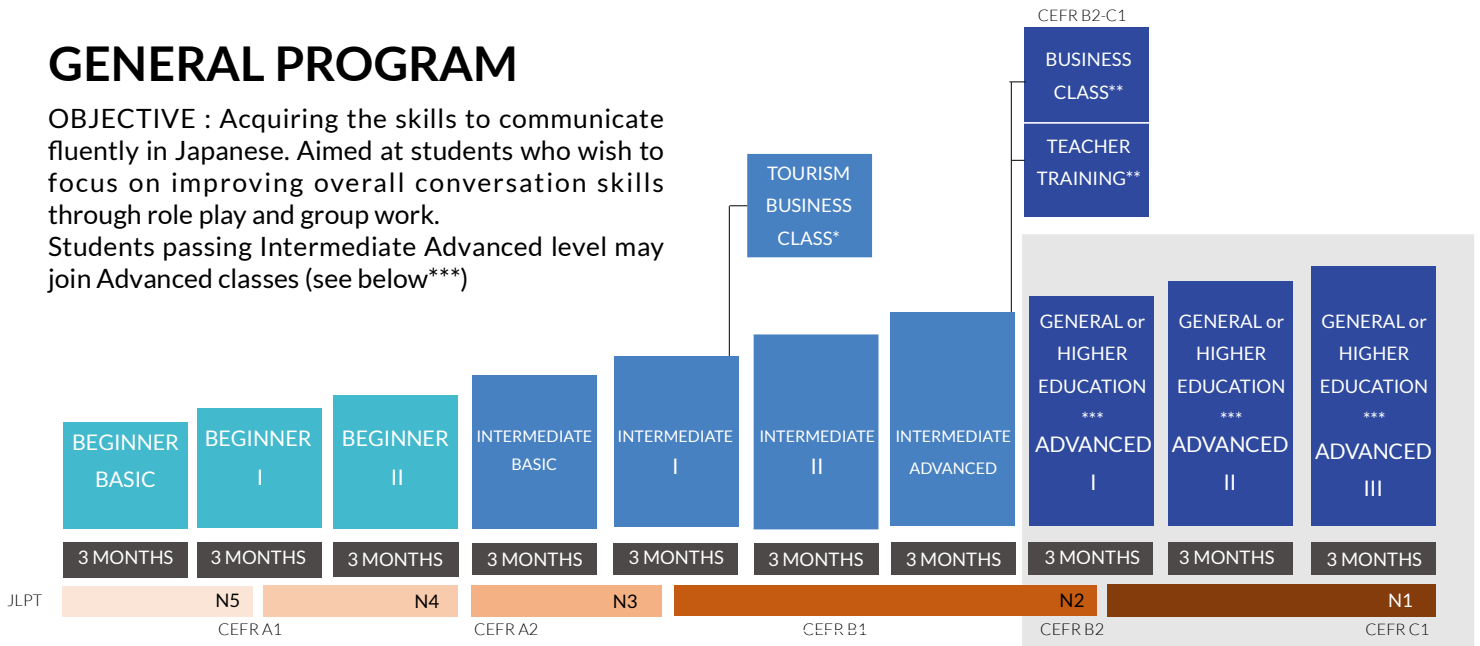 GENERAL PROGRAM
OBJECTIVE : Acquiring the skills to communicate
fluently in Japanese. Aimed at students who wish to
focus on improving overall conversation skills
through role play and group work.
Students passing Intermediate Advanced level may
join Advanced classes (see below***)
CEFR B2-C1
BUSINESS
CLASS**
TEACHER
TRAINING**
TOURISM
BUSINESS
CLASS*
BEGINNER
BASIC
BEGINNER
I
BEGINNER
II
INTERMEDIATE
BASIC
INTERMEDIATE
I
INTERMEDIATE
II
INTERMEDIATE
ADVANCED
GENERAL or
HIGHER
EDUCATION
***
ADVANCED
I
GENERAL or
HIGHER
EDUCATION
***
ADVANCED
II
GENERAL or
HIGHER
EDUCATION
***
ADVANCED
III
3 MONTHS
3 MONTHS
3 MONTHS
3 MONTHS
3 MONTHS
3 MONTHS
3 MONTHS
3 MONTHS
3 MONTHS
3 MONTHS
JLPT
N5
N4
N3
N2
N1
CEFR A1
CEFR A2
CEFR B1
CEFR B2
CEFR C1